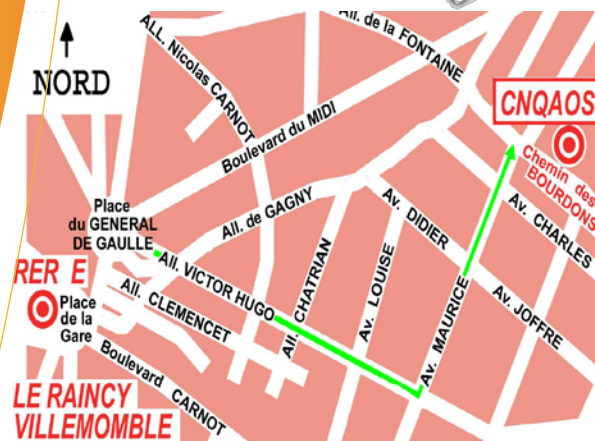 NORD
ALL. Nicolas CARNOT
All. de la FONTAINE
Boulevard du MIDI
CNQAOS
Chemin des
BOURDONS
Place
du GENERAL
DE GAULLE
All. de GAGNY
Av. DIDIER
Av. CHARLES
RER E
Place
de la
Gare
All. VICTOR HUGO
All. CLEMENCET
All. CHATRIAN
Av. LOUISE
Av. MAURICE
Av. JOFFRE
Boulevard CARNOT
LE RAINCY
VILLEMOMBLE